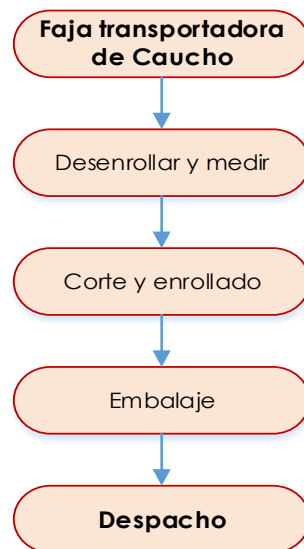 Faja transportadora
de Caucho
Desenrollar y medir
Corte y enrollado
Embalaje
Despacho